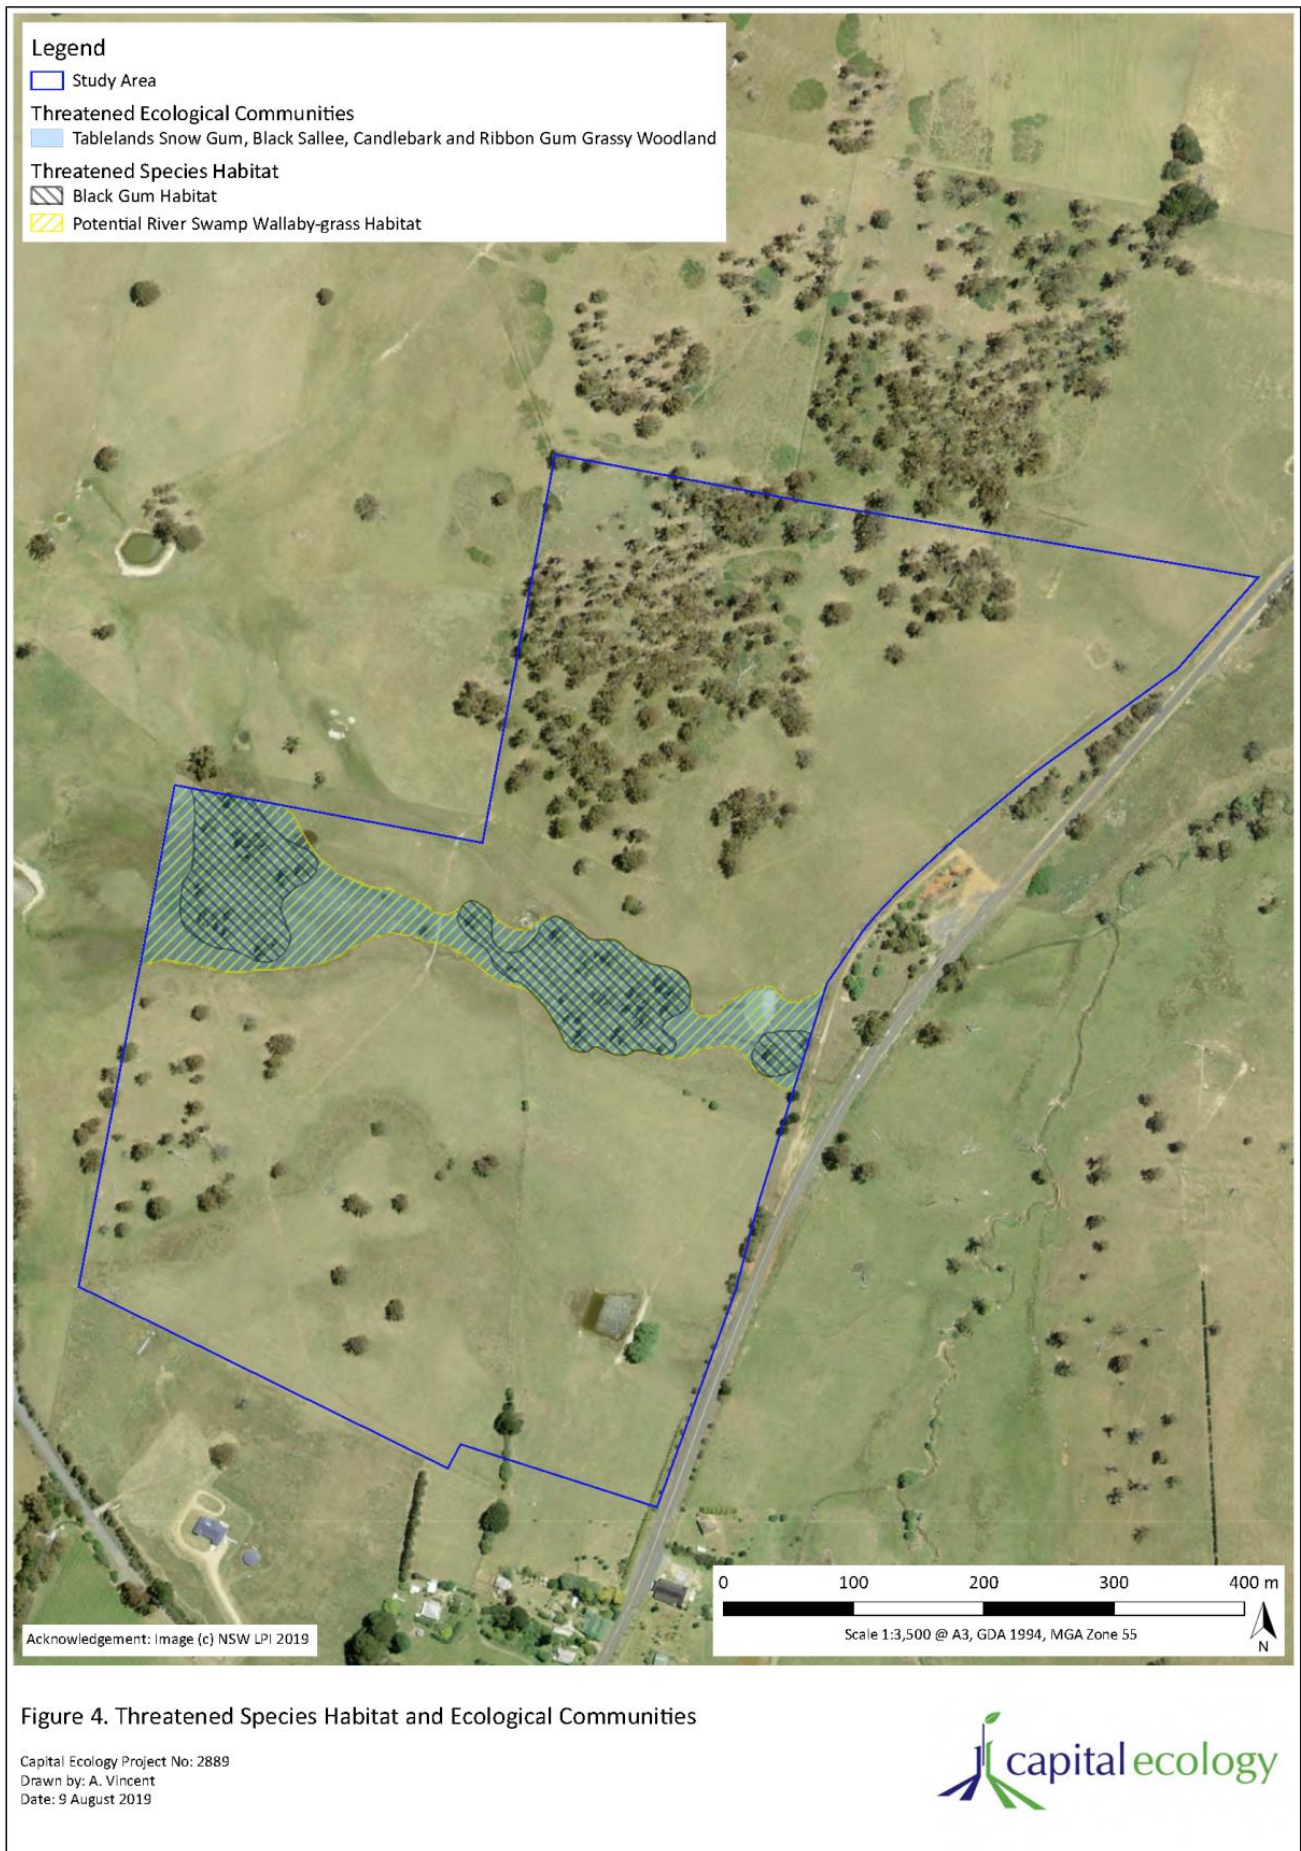 Legend
Study Area
Threatened Ecological Communities
Tablelands Snow Gum, Black Sallee, Candlebark and Ribbon Gum Grassy Woodland
Threatened Species Habitat
Black Gum Habitat
Potential River Swamp Wallaby-grass Habitat
0 100 200 300 400 m
Scale 1:3,500 @ A3, GDA 1994, MGA Zone 55
N
Acknowledgement: Image (c) NSW LPI 2019
Figure 4. Threatened Species Habitat and Ecological Communities
Capital Ecology Project No: 2889
Drawn by: A. Vincent
Date: 9 August 2019
capital ecology